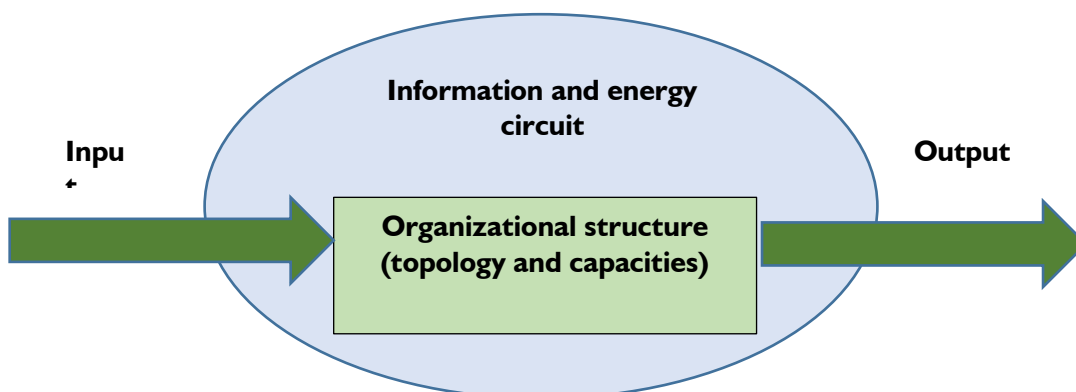 Information and energy
circuit
Inpu
t
Output
Organizational structure
(topology and capacities)